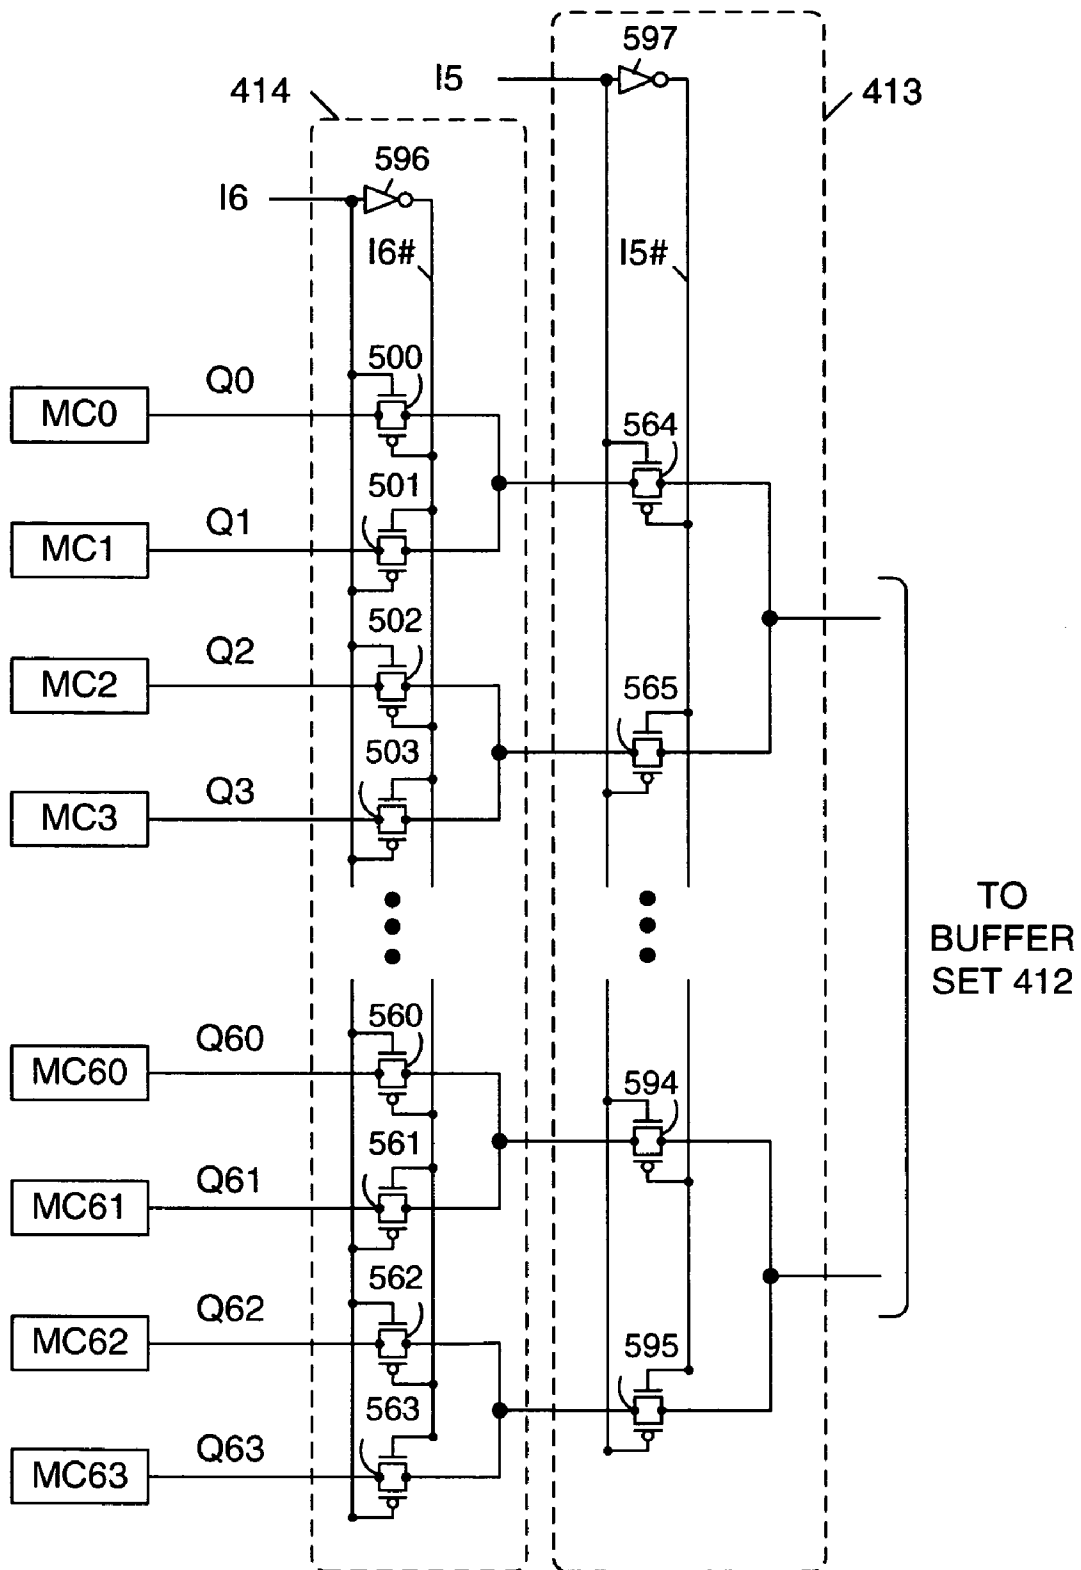 597
I5
414
413
596
I6
I6#
I5#
500
Q0
MC0
564
501
Q1
MC1
502
Q2
MC2
565
503
Q3
MC3
TO
BUFFER
SET 412
560
Q60
MC60
594
561
Q61
MC61
562
Q62
MC62
595
563
Q63
MC63